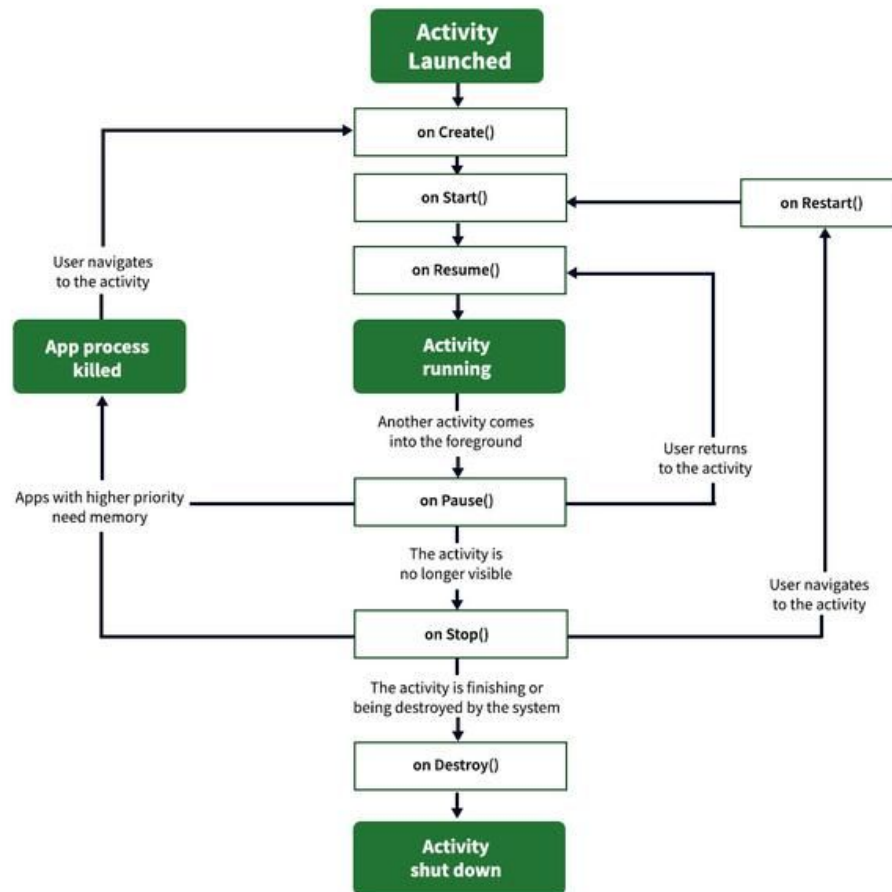 Activity
Launched
on Create()
on Start()
on Restart()
on Resume()
User navigates
to the activity
App process
killed
Activity
running
Another activity comes
into the foreground
User returns
to the activity
Apps with higher priority
need memory
on Pause()
The activity is
no longer visible
User navigates
to the activity
on Stop()
The activity is finishing or
being destroyed by the system
on Destroy()
Activity
shut down